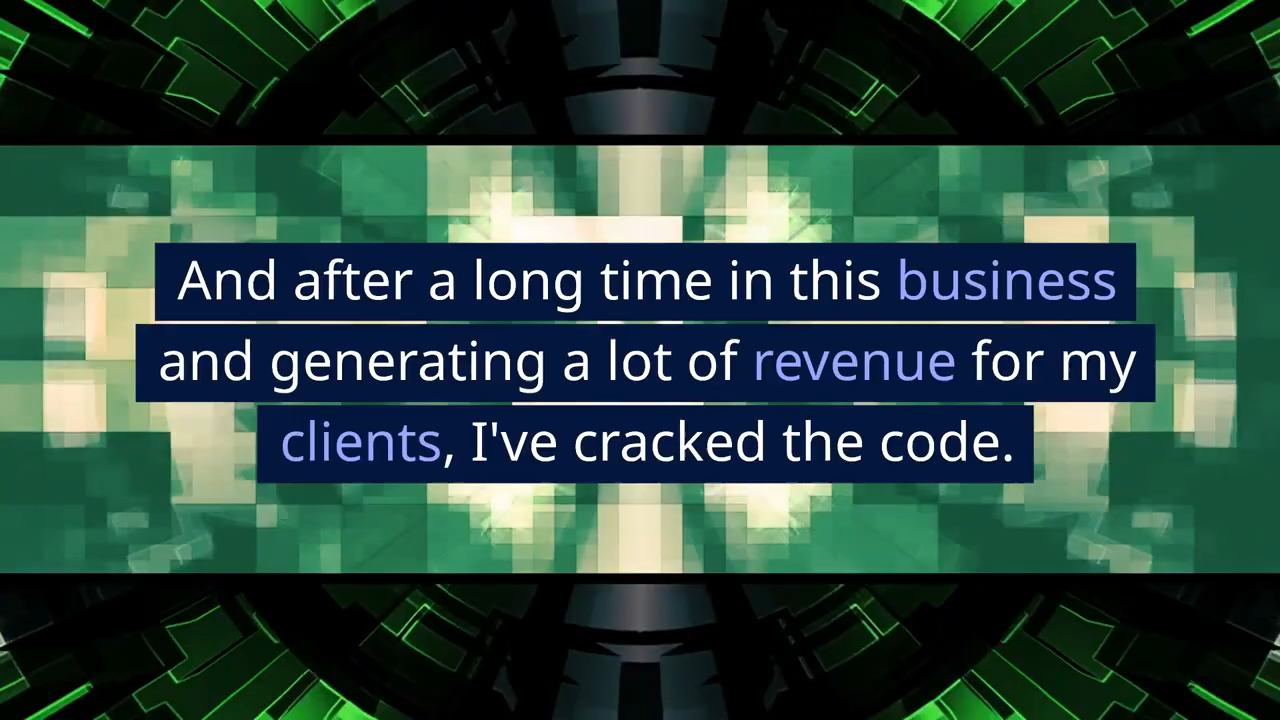 And after a long time in this business
and generating a lot of revenue for my
clients, I've cracked the code.